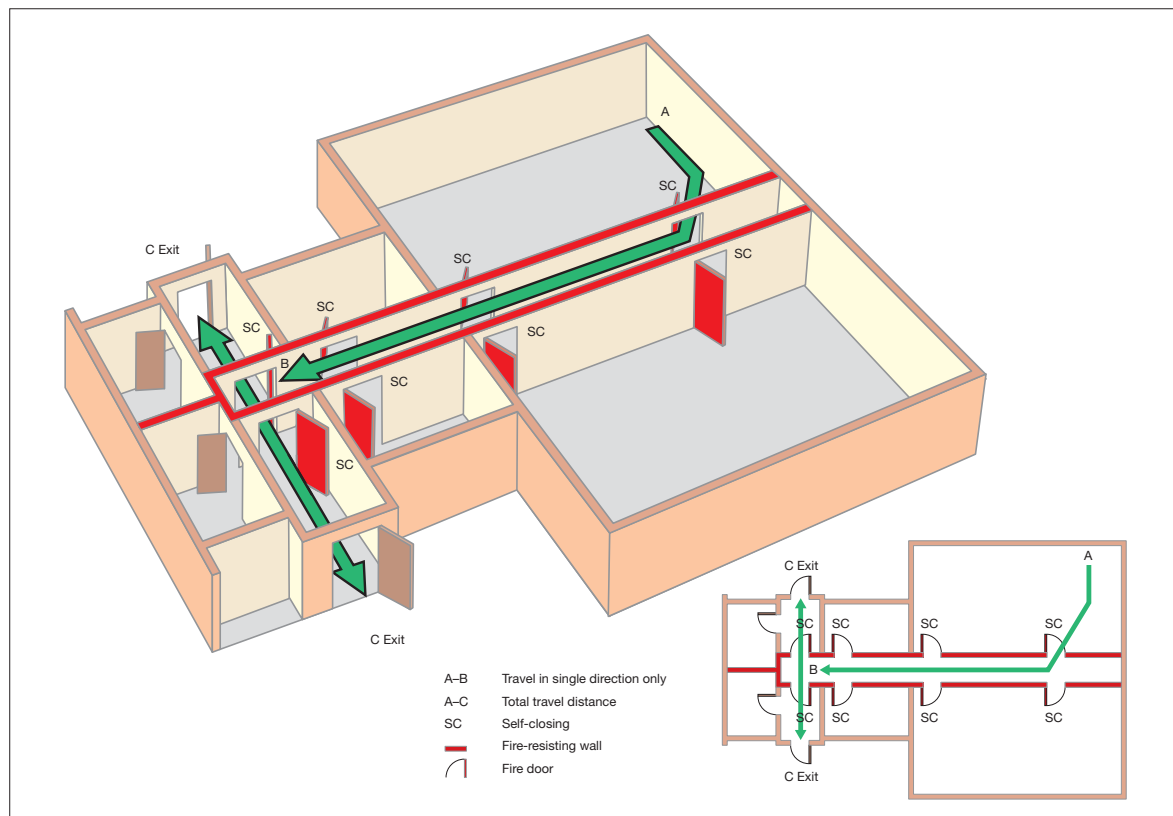 A
SC
C Exit
SC
SC
SC
SC
SC
B
SC
SC
C Exit
A
C Exit
SC
SC
SC
SC
B
SC
SC
SC
SC
C Exit
A–B Travel in single direction only
A–C Total travel distance
SC Self-closing
Fire-resisting wall
Fire door